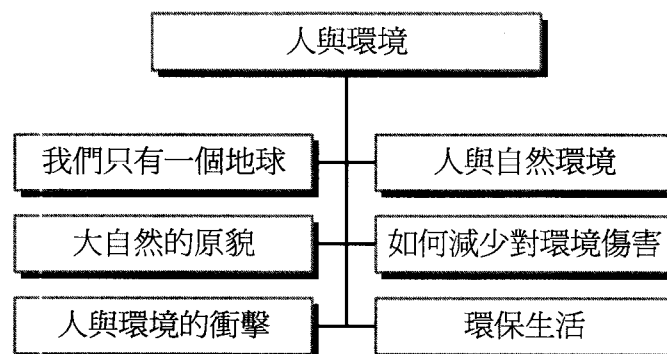 人與環境
我們只有一個地球
人與自然環境
大自然的原貌
如何減少對環境傷害
人與環境的衝擊
環保生活